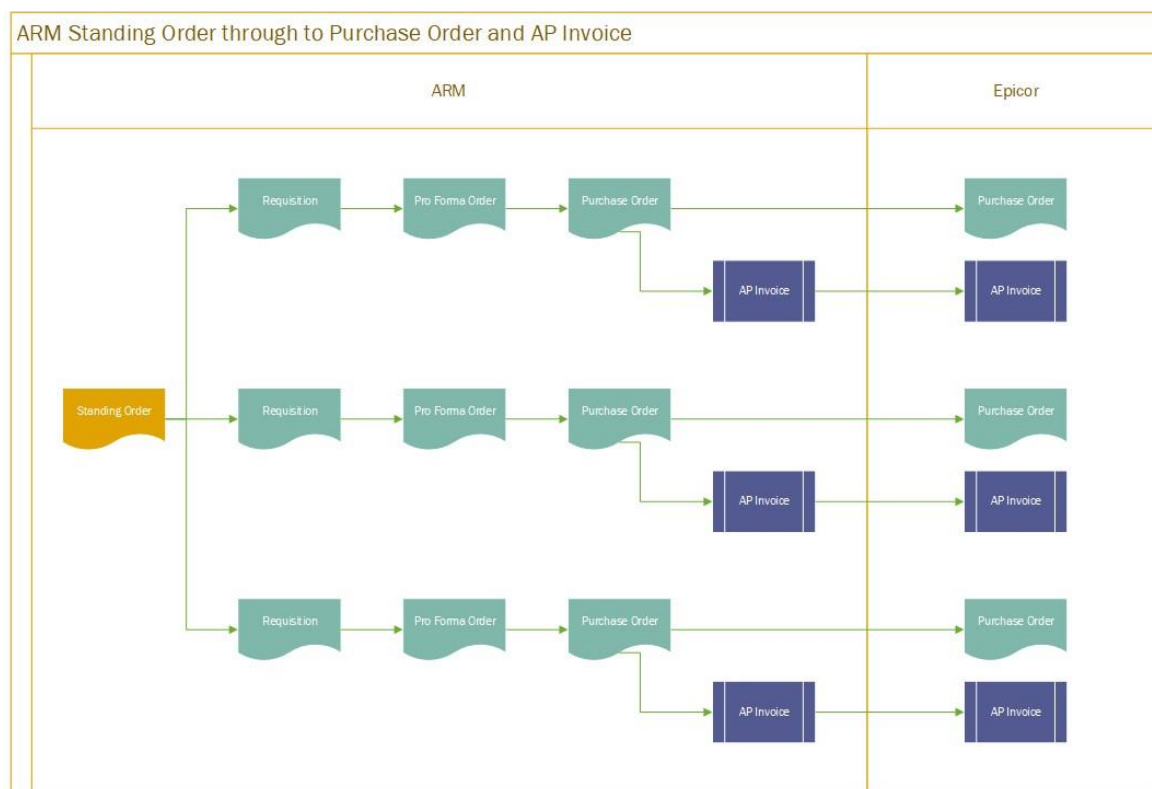 ARM Standing Order through to Purchase Order and AP Invoice
ARM
Epicor
Requisition
Pro Forma Order
Purchase Order
Purchase Order
AP Invoice
AP Invoice
Standing Order
Requisition
Pro Forma Order
Purchase Order
Purchase Order
AP Invoice
AP Invoice
Requisition
Pro Forma Order
Purchase Order
Purchase Order
AP Invoice
AP Invoice